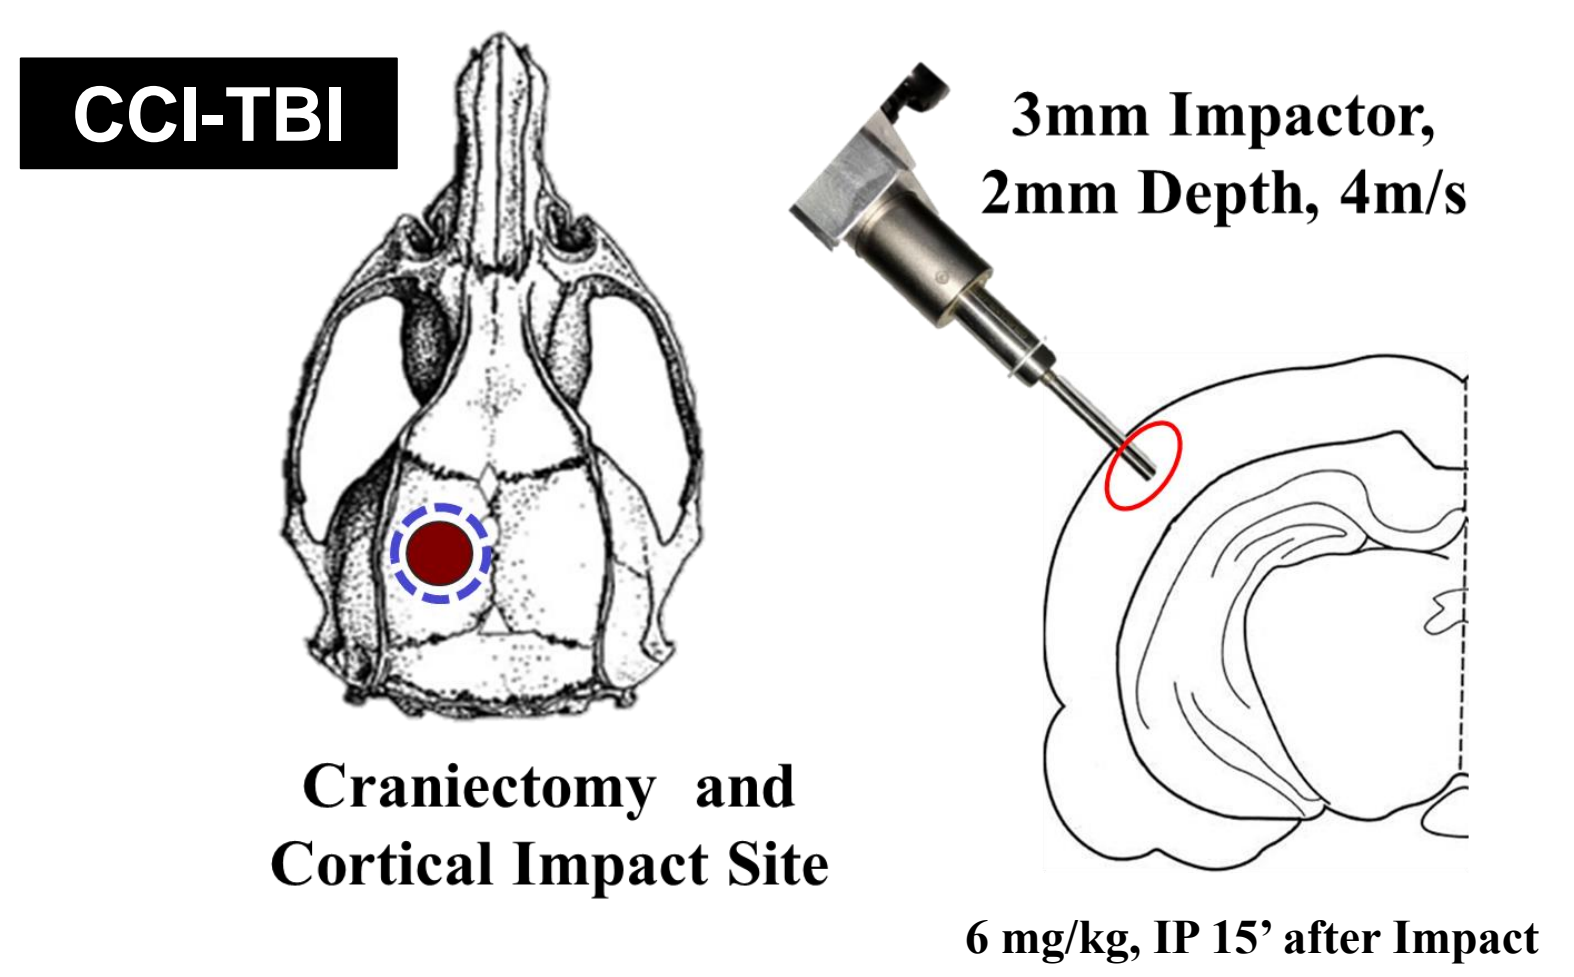 CCI-TBI
3mm Impactor,
2mm Depth, 4m/s
Craniectomy and
Cortical Impact Site
6 mg/kg, IP 15’ after Impact